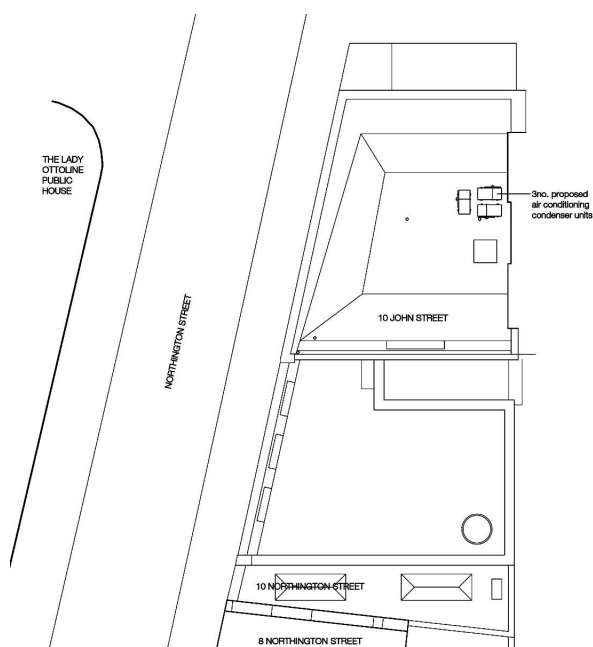 THE LADY
OTTOLINE
PUBLIC
HOUSE
3no. proposed
air conditioning
condenser units
NORTHINGTON STREET
10 JOHN STREET
10 NORTHINGTON STREET
8 NORTHINGTON STREET